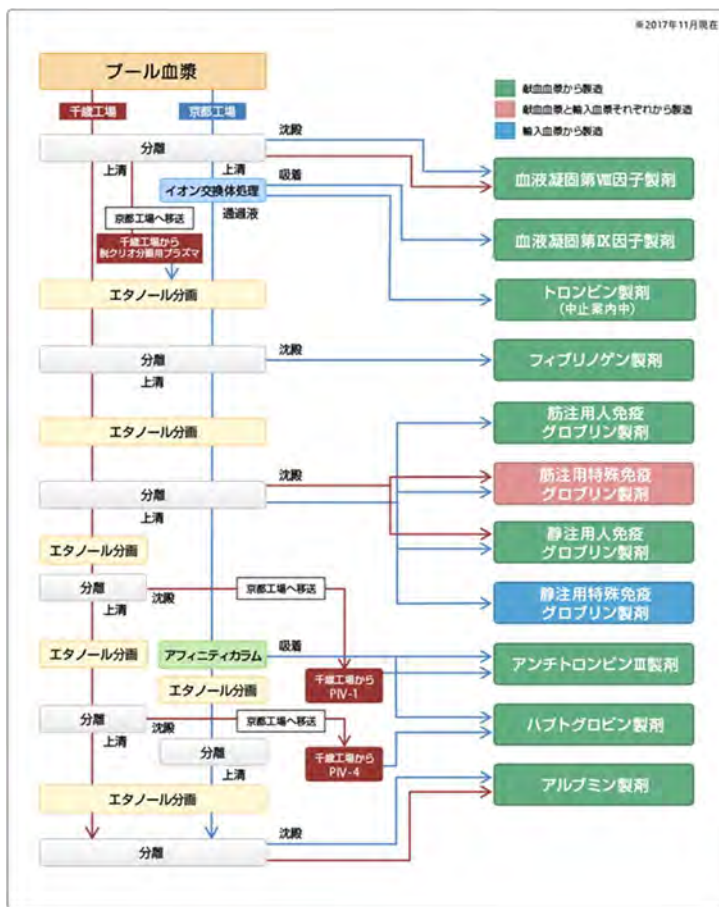 ※2017年11月現在
プール血漿
千歳工場
京都工場
献血血漿から製造
献血血漿と輸入血漿それぞれから製造
輸入血漿から製造
沈殿
分離
上清
上清
吸着
血液凝固第Ⅷ因子製剤
イオン交換体処理
京都工場へ移送
通過液
千歳工場から
脱クリオ分画用プラズマ
血液凝固第Ⅸ因子製剤
エタノール分画
トロンビン製剤
(中止案内中)
沈殿
分離
上清
フィブリノゲン製剤
エタノール分画
筋注用人免疫
グロブリン製剤
沈殿
分離
上清
筋注用特殊免疫
グロブリン製剤
エタノール分画
静注用人免疫
グロブリン製剤
分離
上清
沈殿
京都工場へ移送
静注用特殊免疫
グロブリン製剤
エタノール分画
アフィニティカラム
吸着
アンチトロンビンⅢ製剤
千歳工場から
PIV-1
エタノール分画
分離
上清
沈殿
京都工場へ移送
ハプトグロビン製剤
分離
上清
千歳工場から
PIV-4
アルブミン製剤
エタノール分画
沈殿
分離